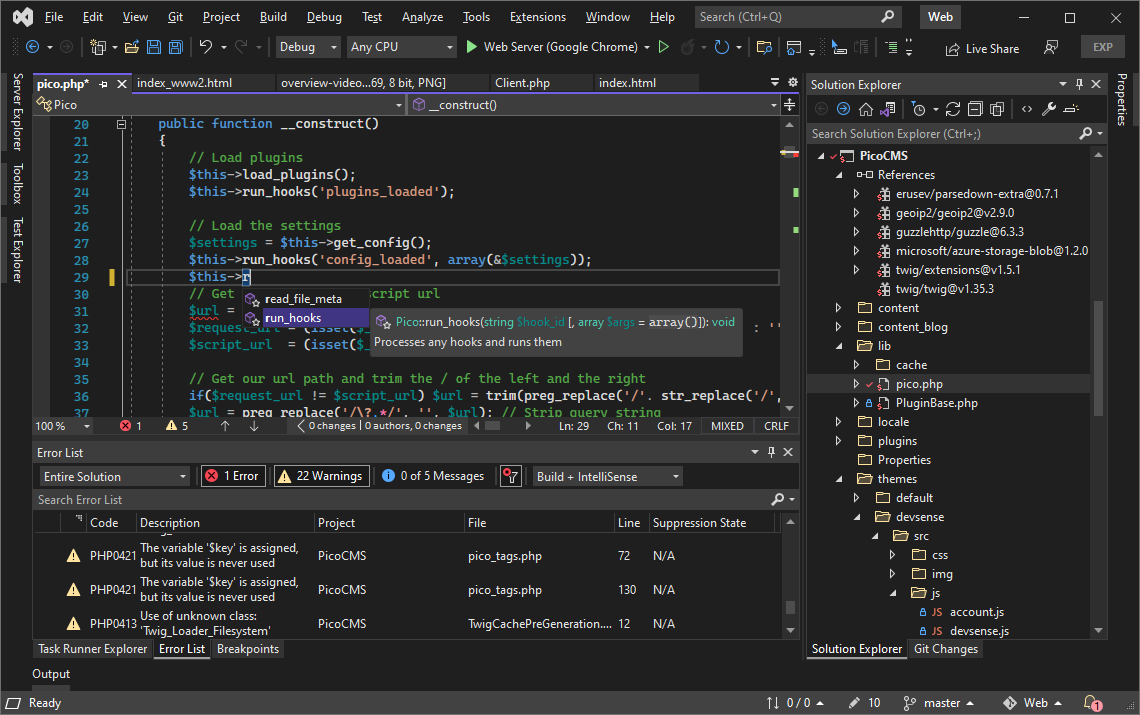 File Edit View Git Project Build Debug Test Analyze Tools Extensions Window Help Search (Ctrl+Q) Web
Debug Any CPU Web Server (Google Chrome) Live Share EXP
Server Explorer
Toolbox
Test Explorer
pico.php* index_www2.html overview-video...69, 8 bit, PNG] Client.php index.html
Pico __construct()
20 public function __construct()
21 {
22 // Load plugins
23 $this->load_plugins();
24 $this->run_hooks('plugins_loaded');
25
26 // Load the settings
27 $settings = $this->get_config();
28 $this->run_hooks('config_loaded', array(&$settings));
29 $this->r
30 // Get script url
read_file_meta
31 $url =
run_hooks
Pico::run_hooks(string $hook_id [, array $args = array()]): void
Processes any hooks and runs them
32 $request_url = (isset($_ : ''
33 $script_url = (isset($_
34
35 // Get our url path and trim the / of the left and the right
36 if($request_url != $script_url) $url = trim(preg_replace('/'. str_replace('/',
37 $url = preg_replace('/\?.*/', '', $url); // Strip query string
100 % 1 5 0 changes | 0 authors, 0 changes Ln: 29 Ch: 11 Col: 17 MIXED CRLF
Error List
Entire Solution 1 Error 22 Warnings 0 of 5 Messages Build + IntelliSense
Search Error List
Code Description Project File Line Suppression State
PHP0421 The variable '$key' is assigned, but its value is never used PicoCMS pico_tags.php 72 N/A
PHP0421 The variable '$key' is assigned, but its value is never used PicoCMS pico_tags.php 130 N/A
PHP0413 Use of unknown class: 'Twig_Loader_Filesystem' PicoCMS TwigCachePreGeneration.... 12 N/A
Task Runner Explorer Error List Breakpoints
Output
Solution Explorer
Search Solution Explorer (Ctrl+;)
PicoCMS
References
erusev/parsedown-extra@0.7.1
geoip2/geoip2@v2.9.0
guzzlehttp/guzzle@6.3.3
microsoft/azure-storage-blob@1.2.0
twig/extensions@v1.5.1
twig/twig@v1.35.3
content
content_blog
lib
cache
pico.php
PluginBase.php
locale
plugins
Properties
themes
default
devsense
src
css
img
js
JS account.js
JS devsense.js
Solution Explorer Git Changes
Properties
Ready 0 / 0 10 master Web 1